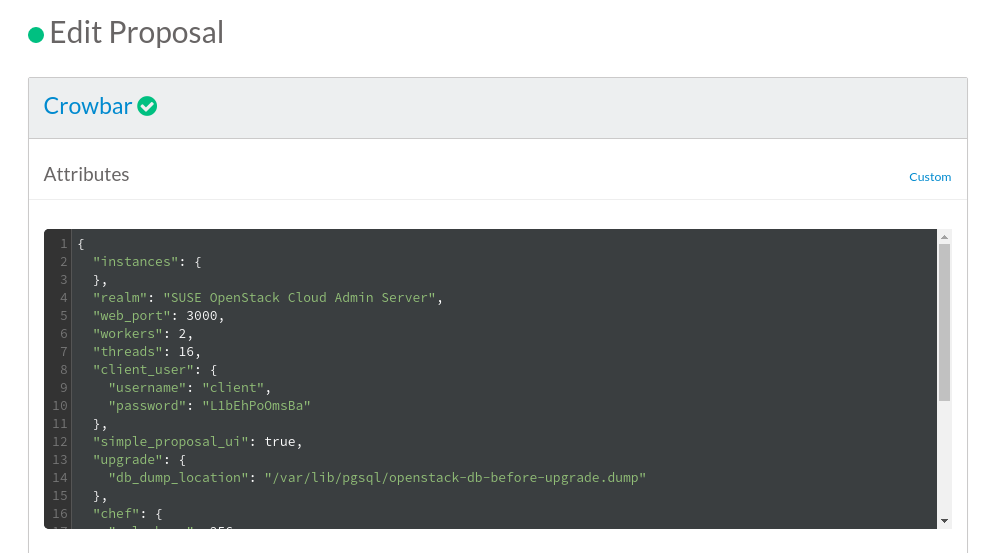 Edit Proposal
Crowbar
Attributes
Custom
1 {
2 "instances": {
3 },
4 "realm": "SUSE OpenStack Cloud Admin Server",
5 "web_port": 3000,
6 "workers": 2,
7 "threads": 16,
8 "client_user": {
9 "username": "client",
10 "password": "L1bEhPoOmsBa"
11 },
12 "simple_proposal_ui": true,
13 "upgrade": {
14 "db_dump_location": "/var/lib/pgsql/openstack-db-before-upgrade.dump"
15 },
16 "chef": {
17